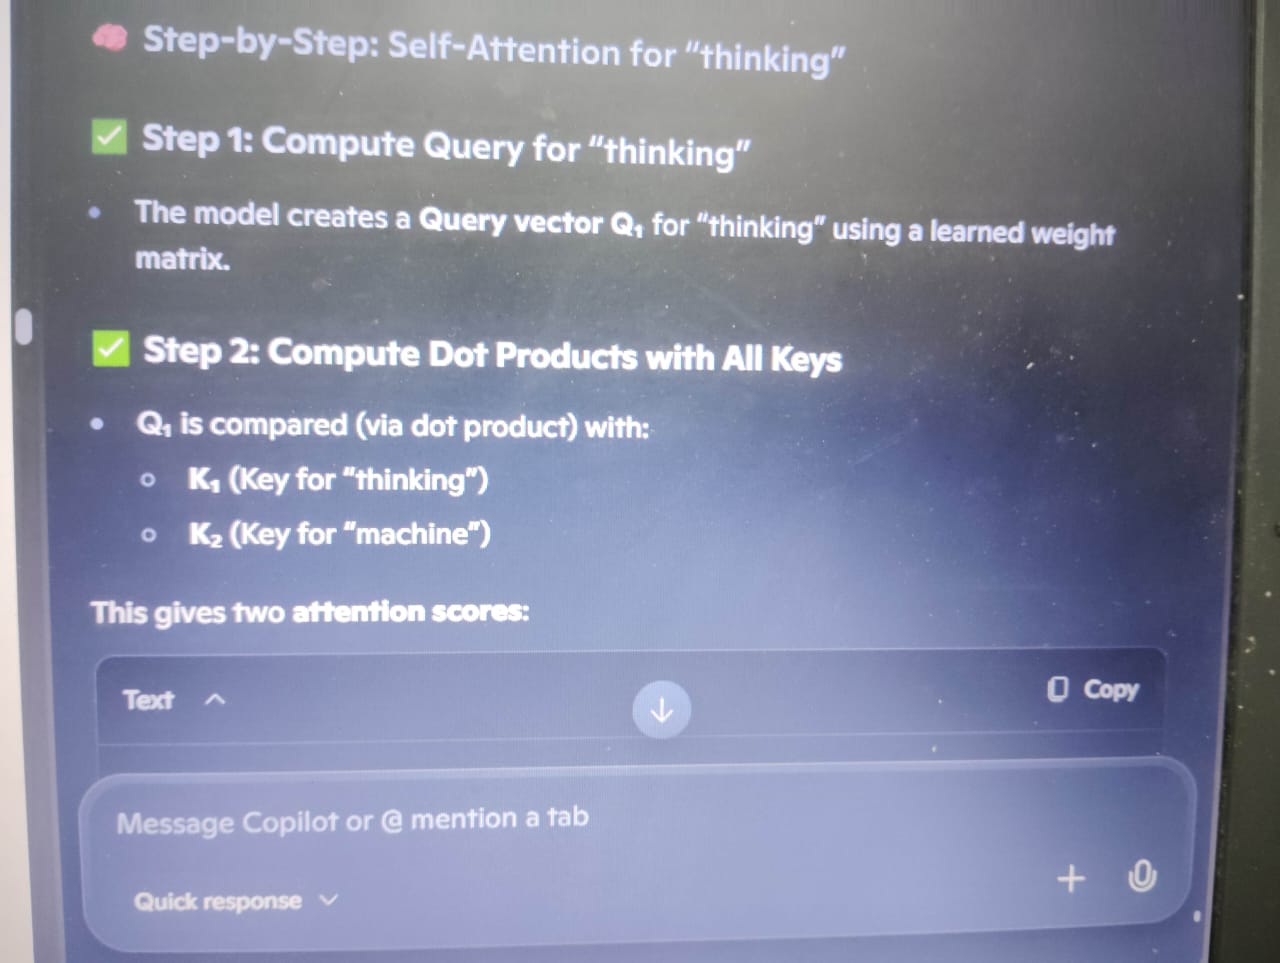 🧠 Step-by-Step: Self-Attention for "thinking"
✅ Step 1: Compute Query for "thinking"
• The model creates a Query vector Q₁ for "thinking" using a learned weight
matrix.
✅ Step 2: Compute Dot Products with All Keys
• Q₁ is compared (via dot product) with:
○ K₁ (Key for "thinking")
○ K₂ (Key for "machine")
This gives two attention scores:
Text
Copy
Message Copilot or @ mention a tab
Quick response